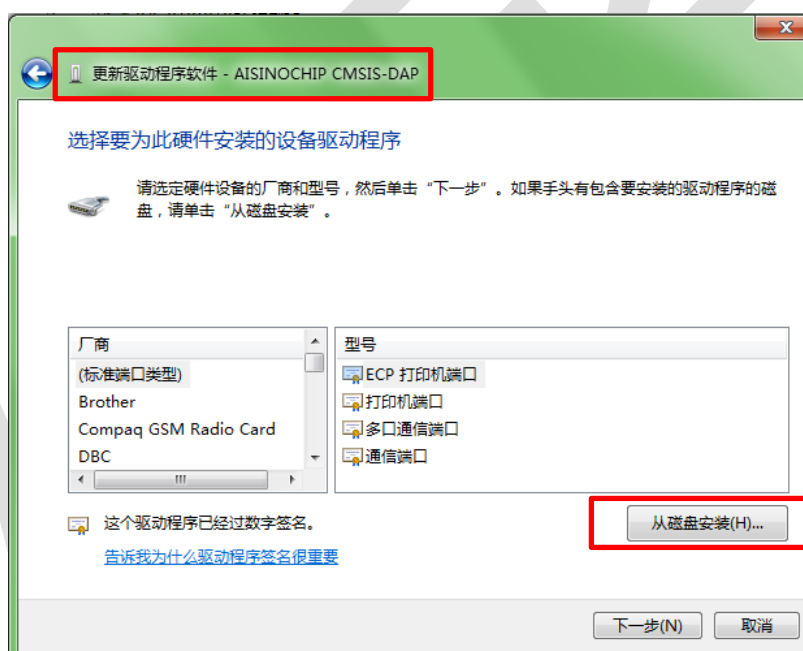 更新驱动程序软件 - AISINOCHIP CMSIS-DAP
选择要为此硬件安装的设备驱动程序
请选定硬件设备的厂商和型号，然后单击“下一步”。如果手头有包含要安装的驱动程序的磁
盘，请单击“从磁盘安装”。
厂商
型号
(标准端口类型)
ECP 打印机端口
Brother
打印机端口
Compaq GSM Radio Card
多口通信端口
DBC
通信端口
这个驱动程序已经过数字签名。
从磁盘安装(H)...
告诉我为什么驱动程序签名很重要
下一步(N)
取消